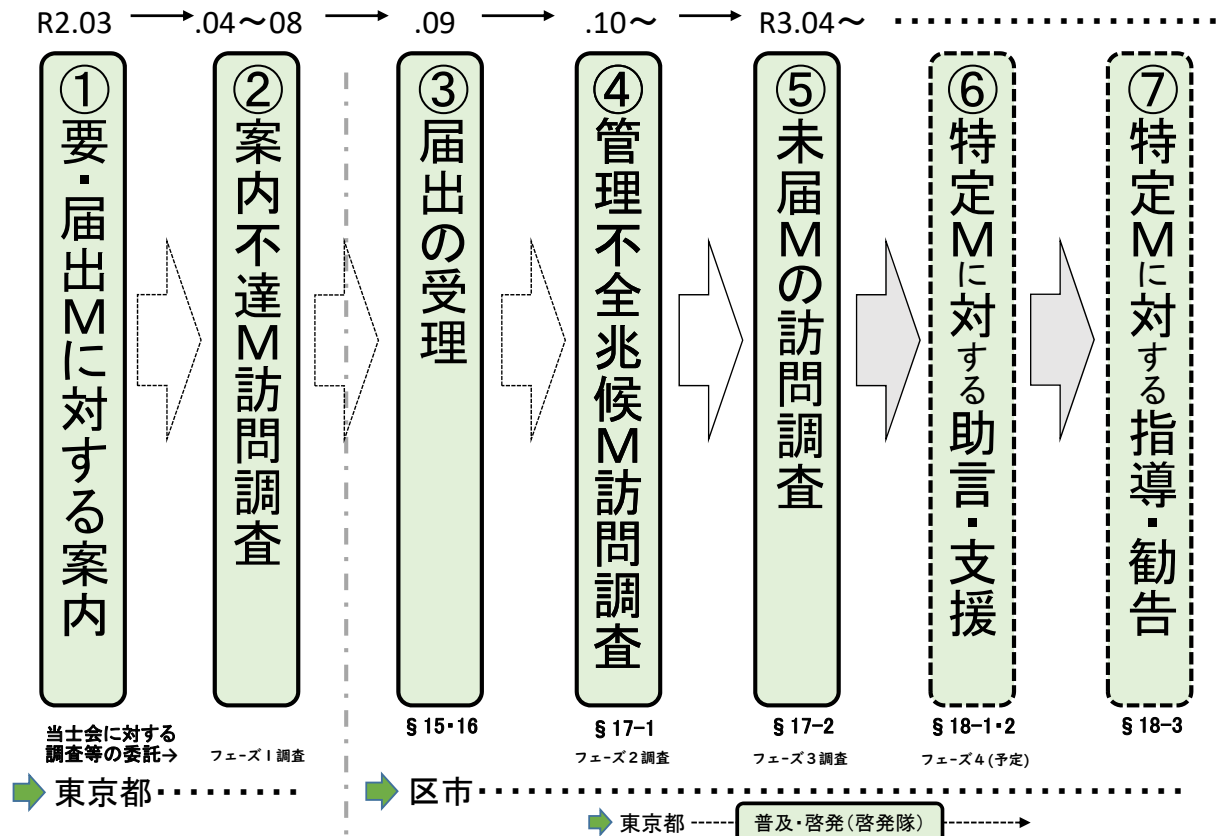 R2.03 → .04～08 → .09 → .10～ → R3.04～
①要・届出Mに対する案内
②案内不達M訪問調査
③届出の受理
④管理不全兆候M訪問調査
⑤未届Mの訪問調査
⑥特定Mに対する助言・支援
⑦特定Mに対する指導・勧告
当士会に対する
調査等の委託→
フェーズ1調査
§15・16
§17-1
フェーズ2調査
§17-2
フェーズ3調査
§18-1・2
フェーズ4(予定)
§18-3
東京都
区市
東京都
普及・啓発(啓発隊)